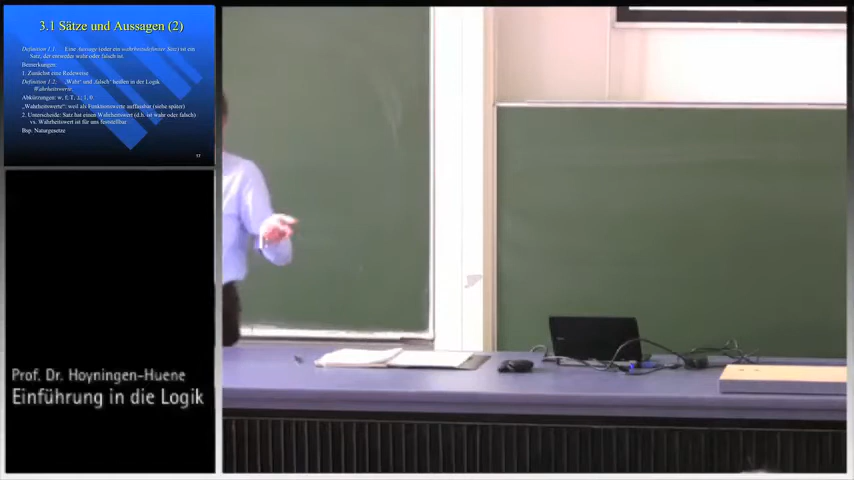 3.1 Sätze und Aussagen (2)
Definition 1.1. Eine Aussage (oder ein wahrheitsdefiniter Satz) ist ein
Satz, der entweder wahr oder falsch ist.
Bemerkungen:
1. Zunächst eine Redeweise
Definition 1.2. „Wahr“ und „falsch“ heißen in der Logik
Wahrheitswerte.
Abkürzungen: w, f; T, ⊥; 1, 0
„Wahrheitswerte“: weil als Funktionswerte auffassbar (siehe später)
2. Unterscheide: Satz hat einen Wahrheitswert (d.h. ist wahr oder falsch)
vs. Wahrheitswert ist für uns feststellbar
Bsp. Naturgesetze
Prof. Dr. Hoyningen-Huene
Einführung in die Logik